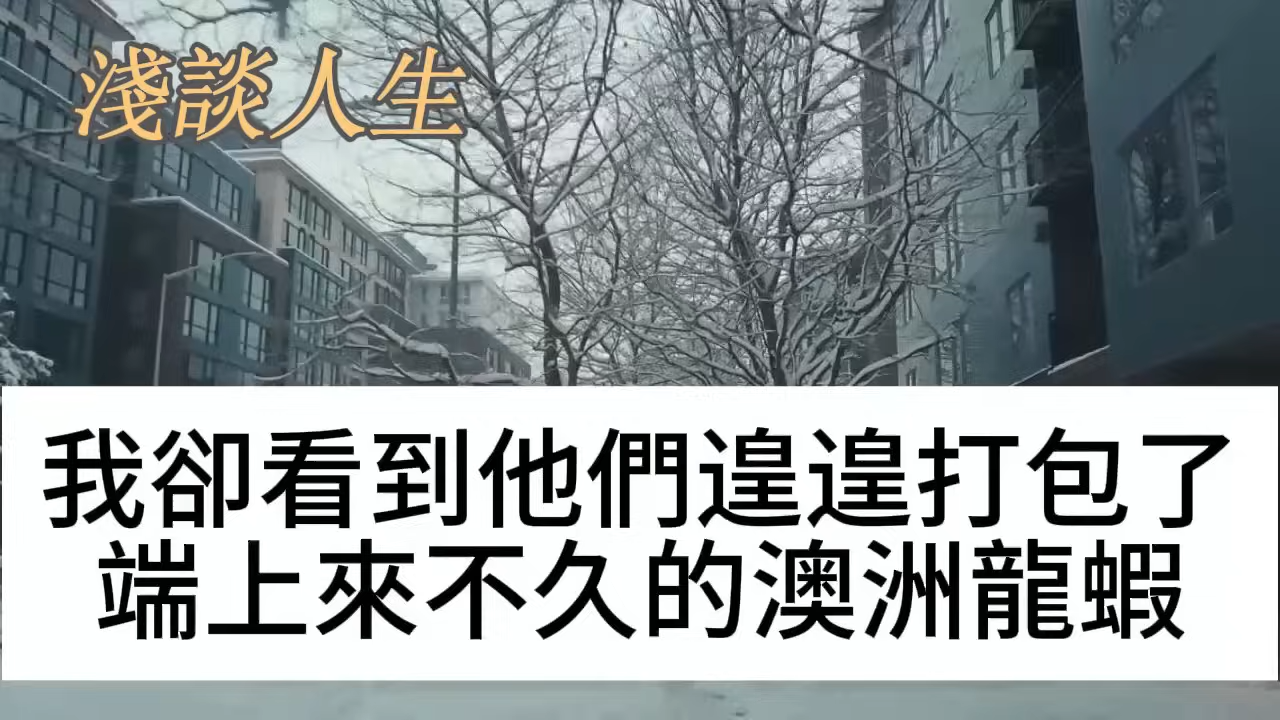 淺談人生
我卻看到他們遑遑打包了
端上來不久的澳洲龍蝦